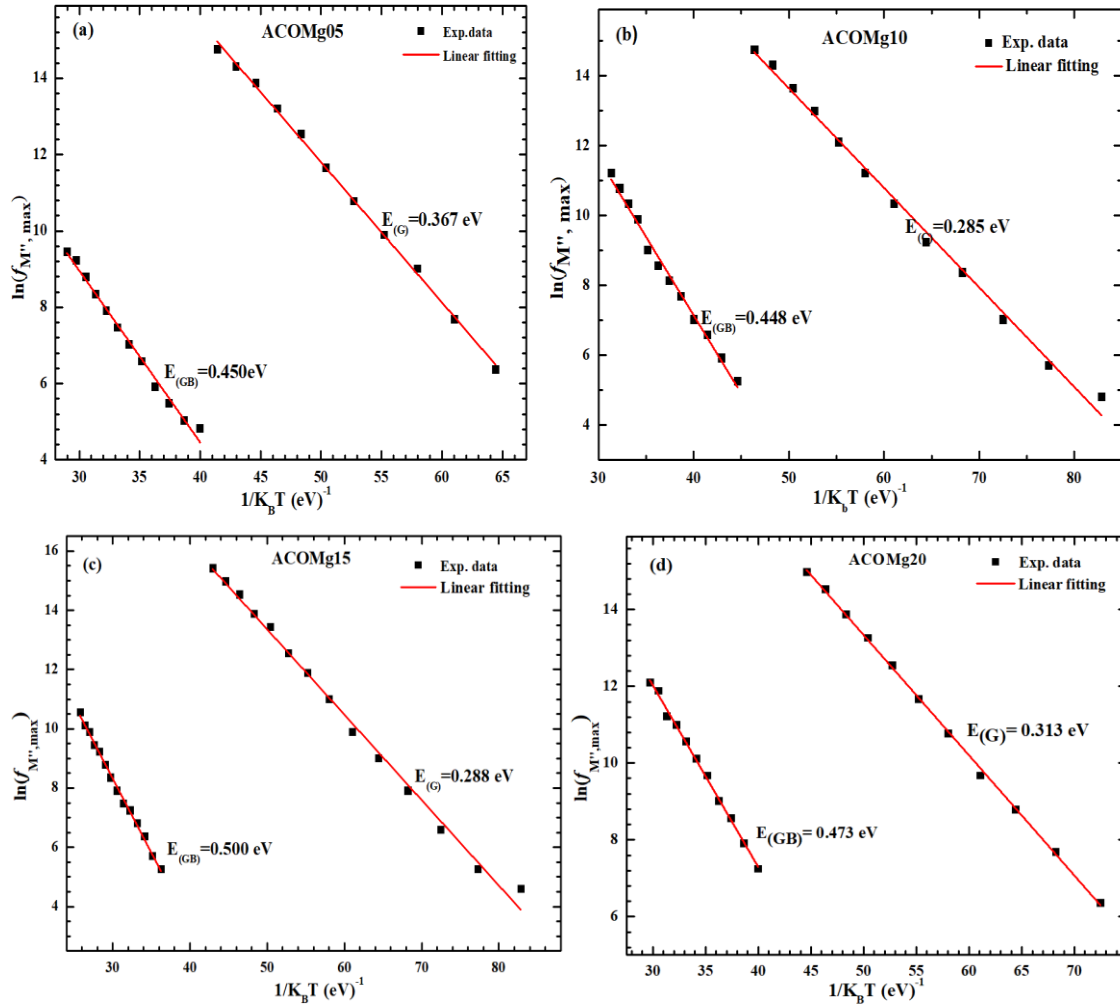 (a)
ACOMg05
Exp. data
Linear fitting
E(G)=0.367 eV
E(GB)=0.450eV
ln(fM'', max)
14
12
10
8
6
4
30 35 40 45 50 55 60 65
1/KBT (eV)-1
(b)
ACOMg10
Exp. data
Linear fitting
E(G)=0.285 eV
E(GB)=0.448 eV
ln(fM'', max)
14
12
10
8
6
4
30 40 50 60 70 80
1/KbT (eV)-1
(c)
ACOMg15
Exp. data
Linear fitting
E(G)=0.288 eV
E(GB)=0.500 eV
ln(fM'',max)
16
14
12
10
8
6
4
30 40 50 60 70 80
1/KBT (eV)-1
(d)
ACOMg20
Exp. data
Linear fitting
E(G)= 0.313 eV
E(GB)= 0.473 eV
ln(fM'',max)
14
12
10
8
6
30 35 40 45 50 55 60 65 70
1/KBT (eV)-1